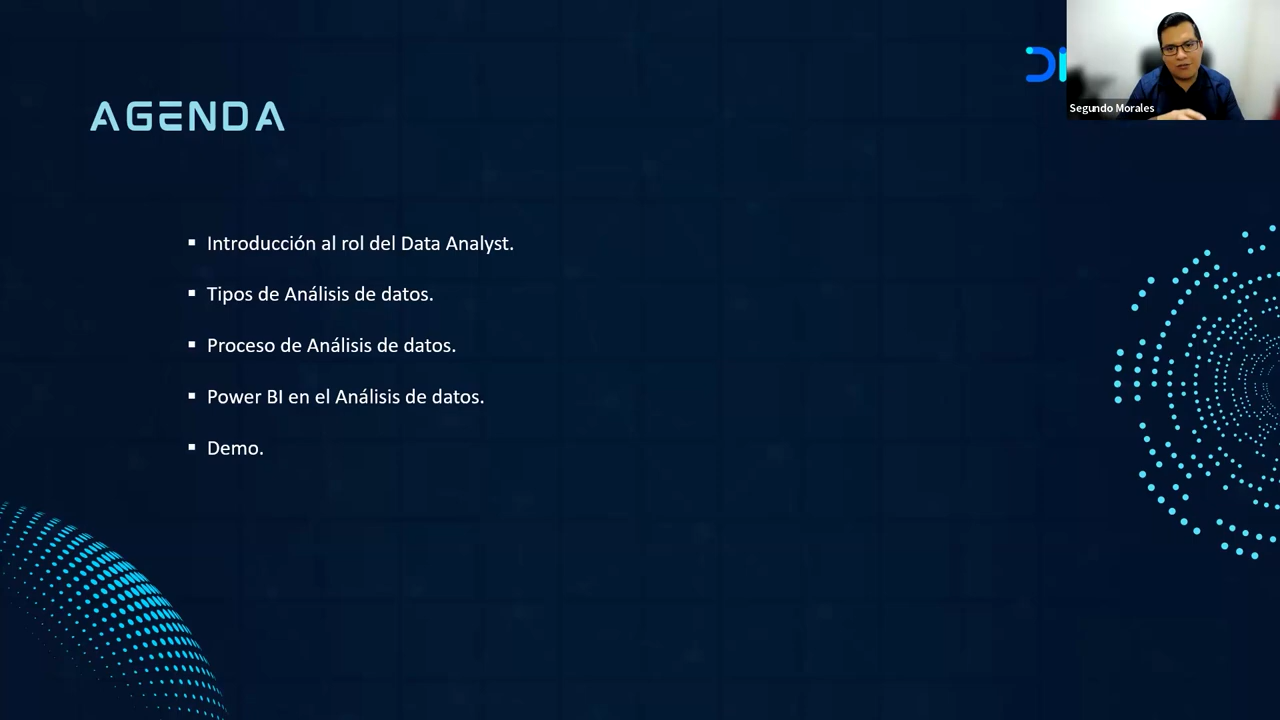 AGENDA
Segundo Morales
▪ Introducción al rol del Data Analyst.
▪ Tipos de Análisis de datos.
▪ Proceso de Análisis de datos.
▪ Power BI en el Análisis de datos.
▪ Demo.